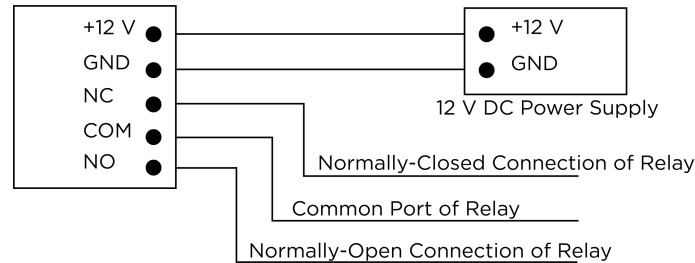 +12 V
GND
NC
COM
NO
+12 V
GND
12 V DC Power Supply
Normally-Closed Connection of Relay
Common Port of Relay
Normally-Open Connection of Relay